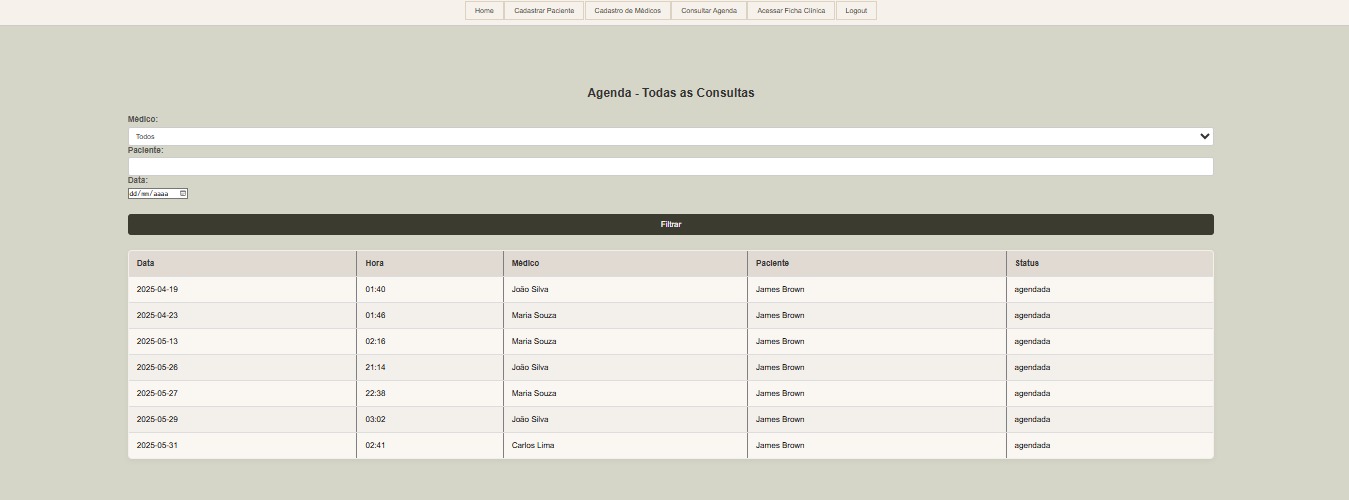 Home Cadastrar Paciente Cadastro de Médicos Consultar Agenda Acessar Ficha Clínica Logout
Agenda - Todas as Consultas
Médico:
Todos
Paciente:
Data:
dd/mm/aaaa
Filtrar
Data Hora Médico Paciente Status
2025-04-19 01:40 João Silva James Brown agendada
2025-04-23 01:46 Maria Souza James Brown agendada
2025-05-13 02:16 Maria Souza James Brown agendada
2025-05-26 21:14 João Silva James Brown agendada
2025-05-27 22:38 Maria Souza James Brown agendada
2025-05-29 03:02 João Silva James Brown agendada
2025-05-31 02:41 Carlos Lima James Brown agendada